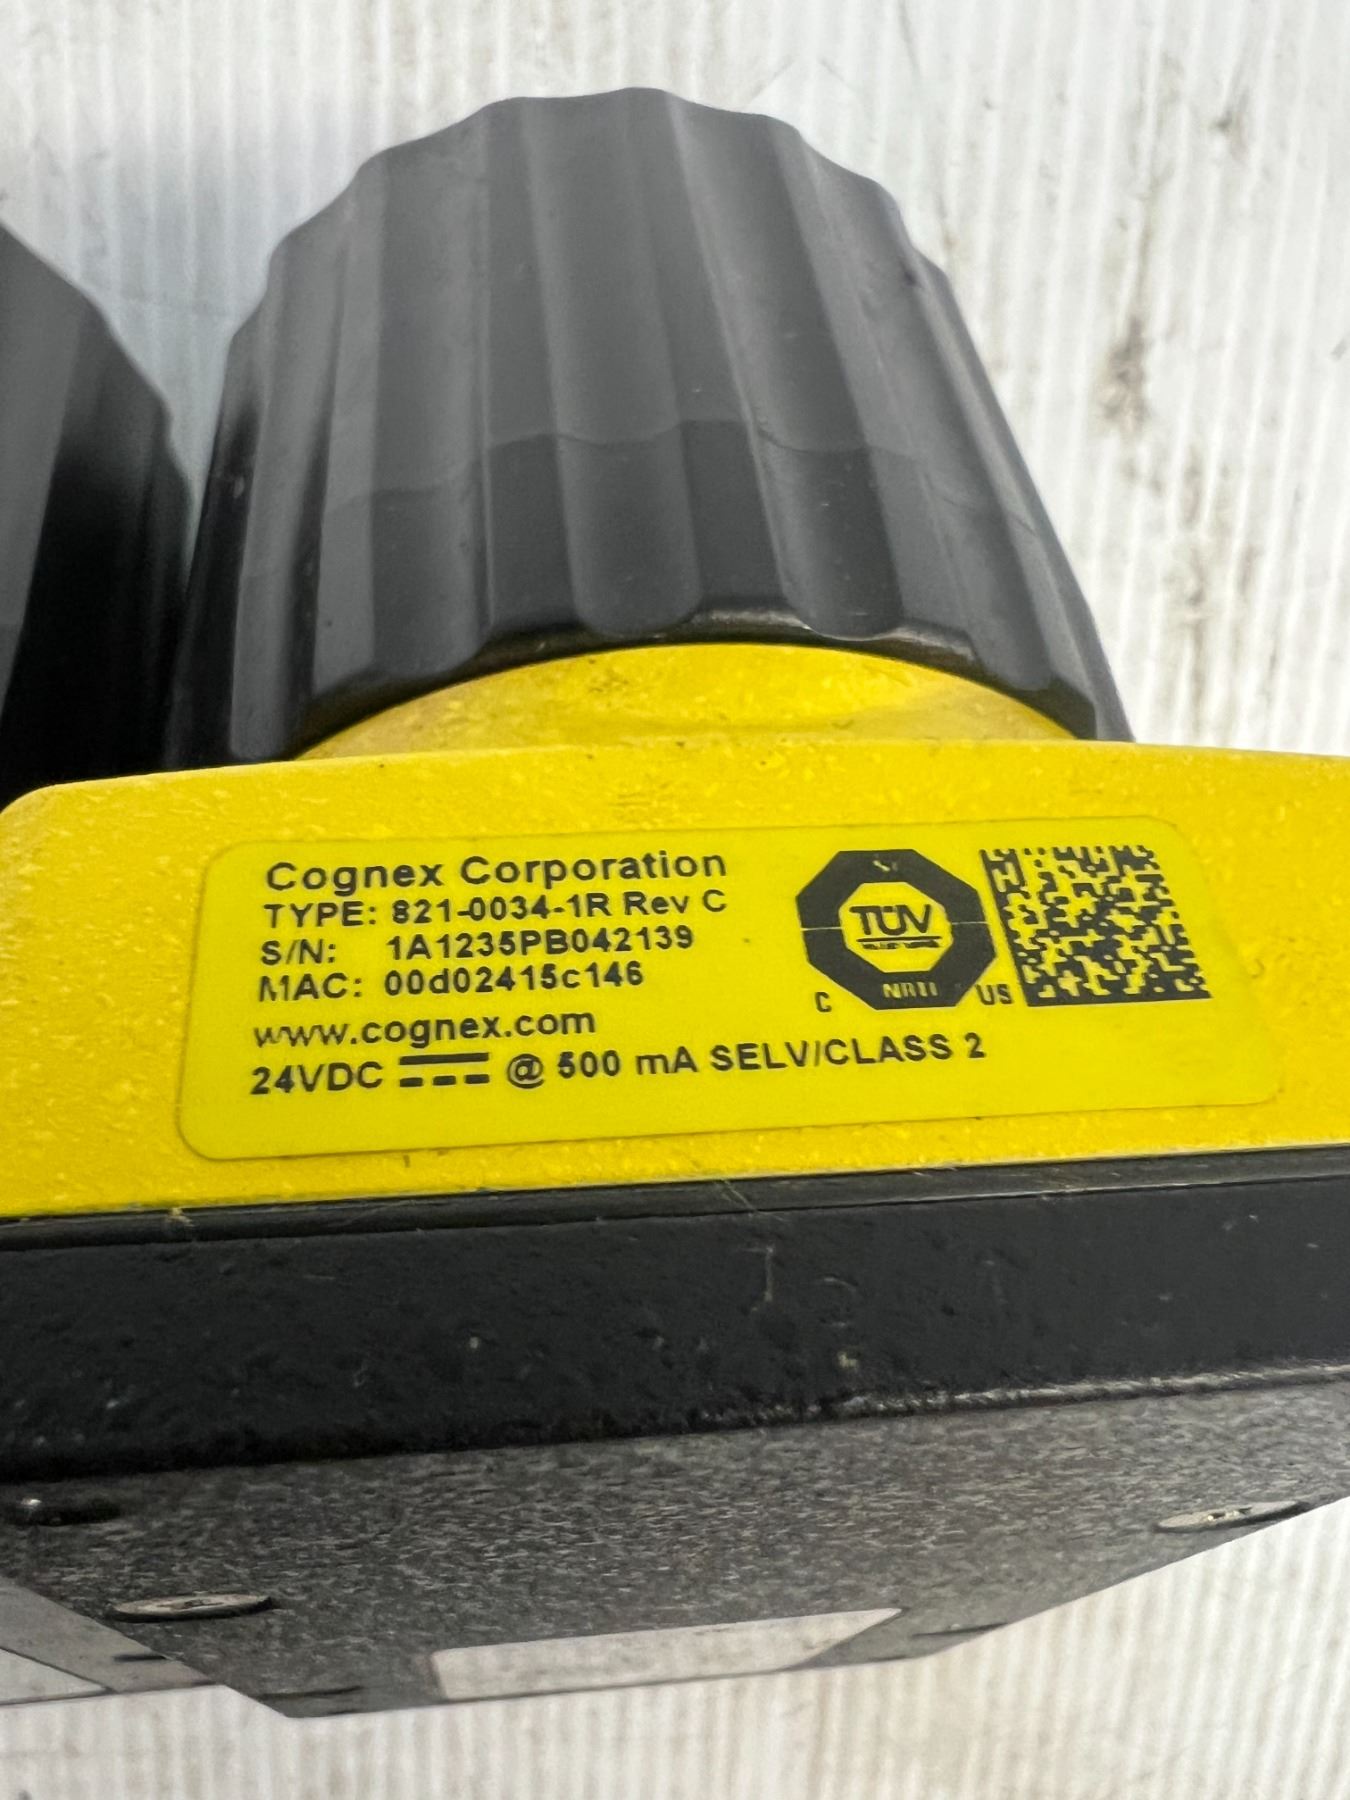 Cognex Corporation
TYPE: 821-0034-1R Rev C
S/N: 1A1235PB042139
MAC: 00d02415c146
www.cognex.com
24VDC @ 500 mA SELV/CLASS 2
TÜV
C NRTL US